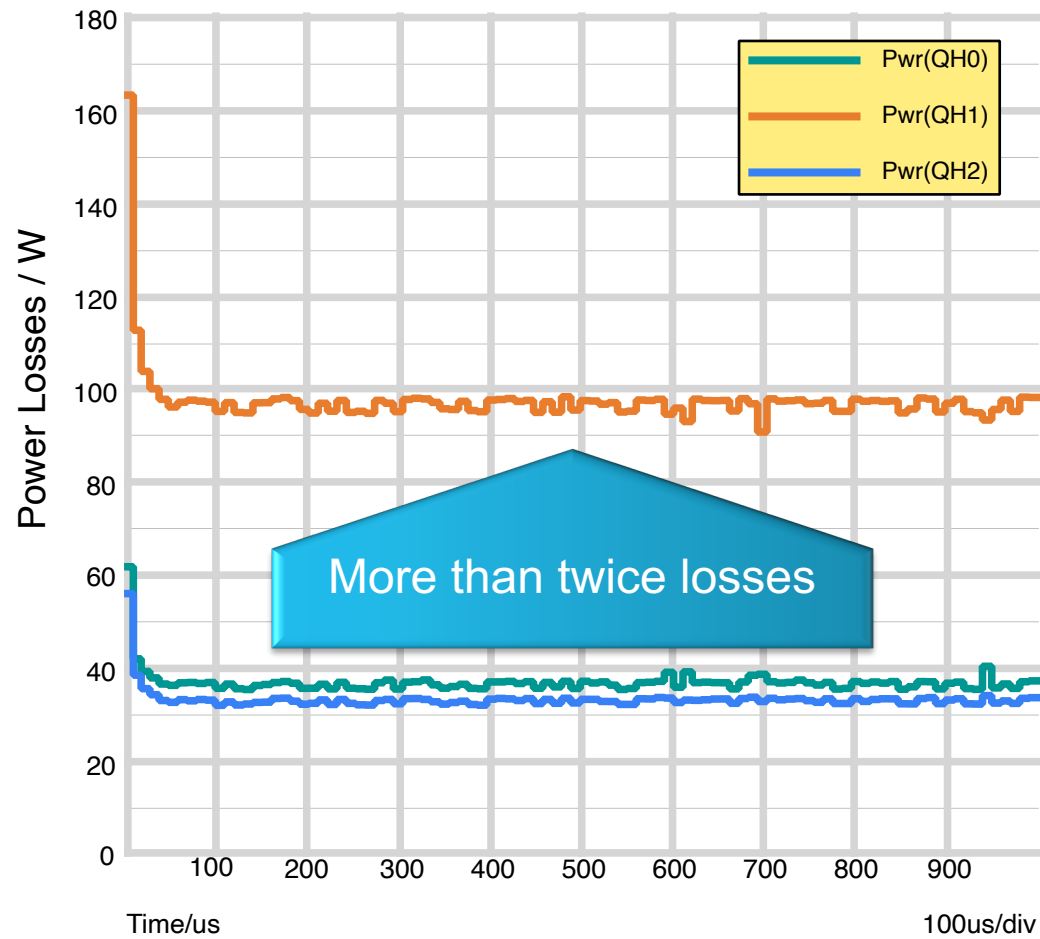 180
160
140
120
100
80
60
40
20
0
Power Losses / W
Pwr(QH0)
Pwr(QH1)
Pwr(QH2)
More than twice losses
100 200 300 400 500 600 700 800 900
Time/us 100us/div